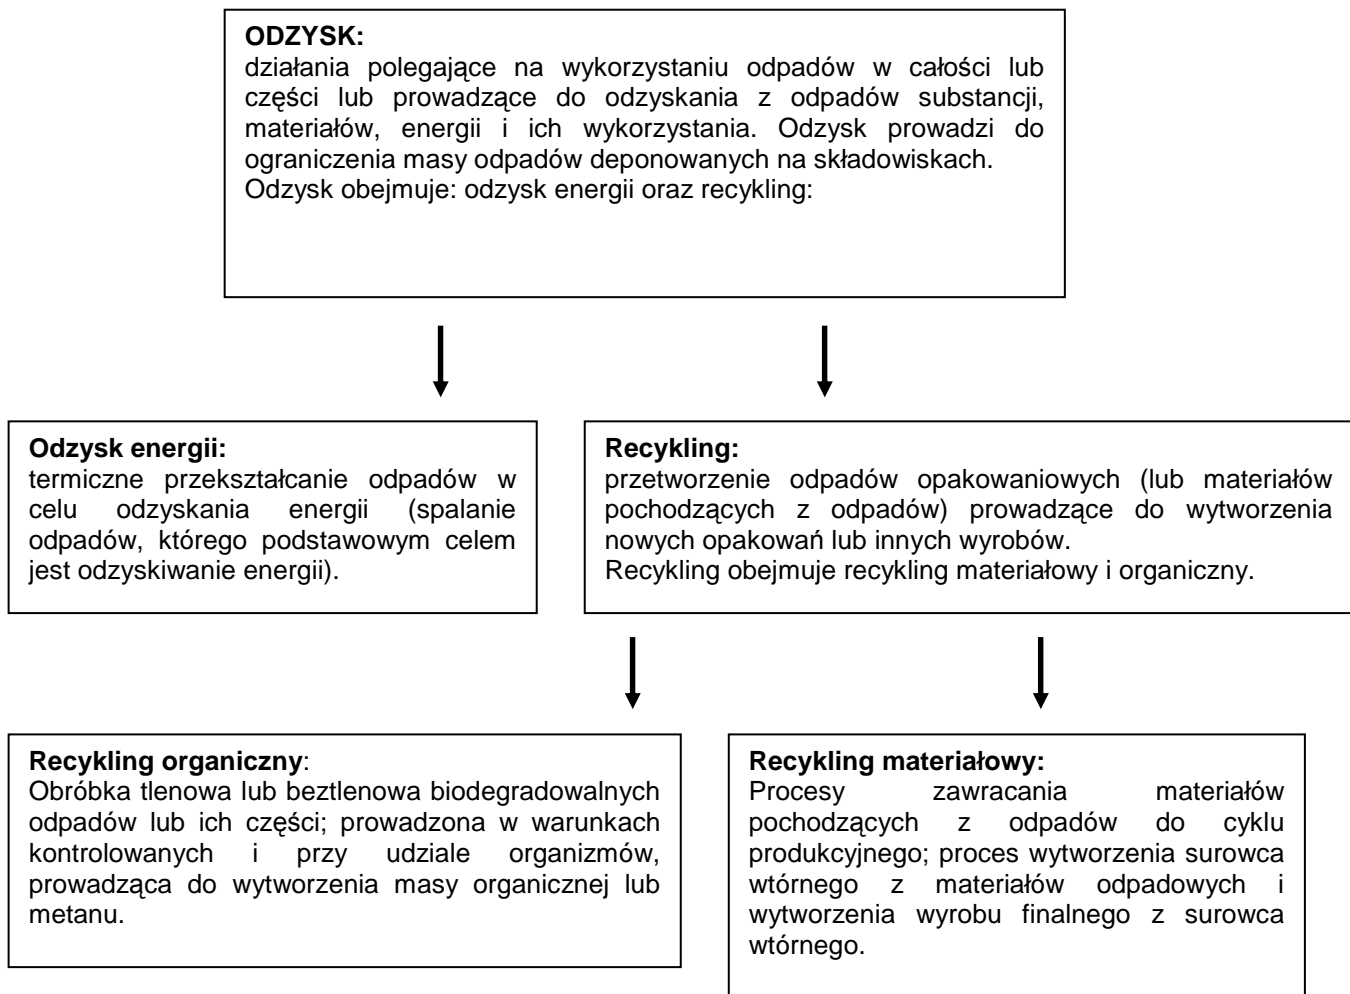 ODZYSK:
działania polegające na wykorzystaniu odpadów w całości lub
części lub prowadzące do odzyskania z odpadów substancji,
materiałów, energii i ich wykorzystania. Odzysk prowadzi do
ograniczenia masy odpadów deponowanych na składowiskach.
Odzysk obejmuje: odzysk energii oraz recykling:
Odzysk energii:
termiczne przekształcanie odpadów w
celu odzyskania energii (spalanie
odpadów, którego podstawowym celem
jest odzyskiwanie energii).
Recykling:
przetworzenie odpadów opakowaniowych (lub materiałów
pochodzących z odpadów) prowadzące do wytworzenia
nowych opakowań lub innych wyrobów.
Recykling obejmuje recykling materiałowy i organiczny.
Recykling organiczny:
Obróbka tlenowa lub beztlenowa biodegradowalnych
odpadów lub ich części; prowadzona w warunkach
kontrolowanych i przy udziale organizmów,
prowadząca do wytworzenia masy organicznej lub
metanu.
Recykling materiałowy:
Procesy zawracania materiałów
pochodzących z odpadów do cyklu
produkcyjnego; proces wytworzenia surowca
wtórnego z materiałów odpadowych i
wytworzenia wyrobu finalnego z surowca
wtórnego.